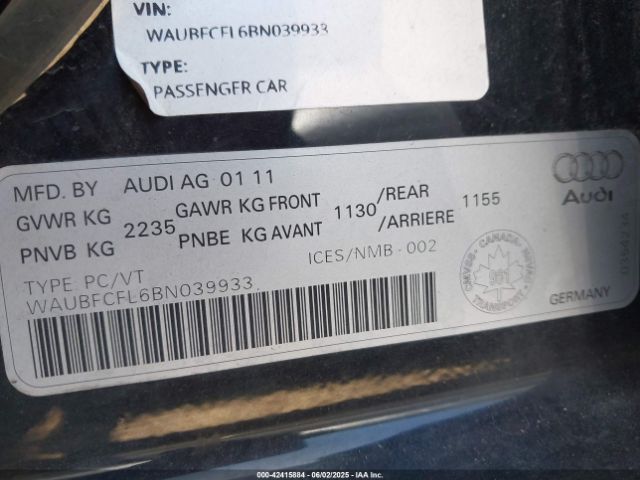 VIN:
WAUBFCFL6BN039933
TYPE:
PASSENGER CAR
MFD. BY AUDI AG 01 11
GVWR KG 2235 GAWR KG FRONT 1130 /REAR 1155
PNVB KG PNBE KG AVANT /ARRIERE
ICES/NMB-002
TYPE PC/VT
WAUBFCFL6BN039933
Audi
CANADA
TRANSPORT
GERMANY
000-42415884 | 06/02/2025 | IAA Inc.